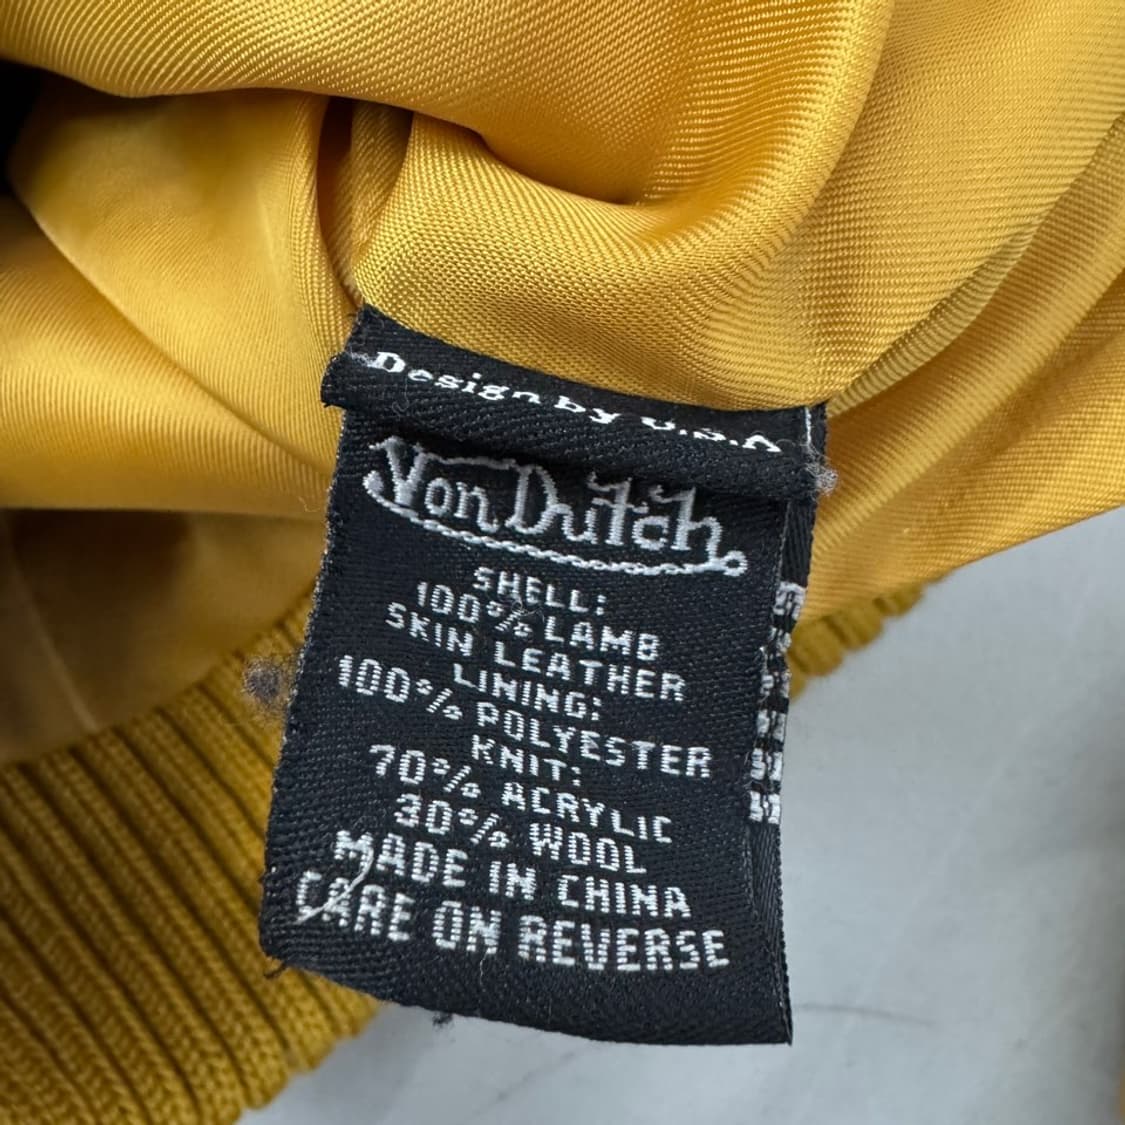 Design by U.S.A
Von Dutch
SHELL:
100% LAMB
SKIN LEATHER
LINING:
100% POLYESTER
KNIT:
70% ACRYLIC
30% WOOL
MADE IN CHINA
CARE ON REVERSE